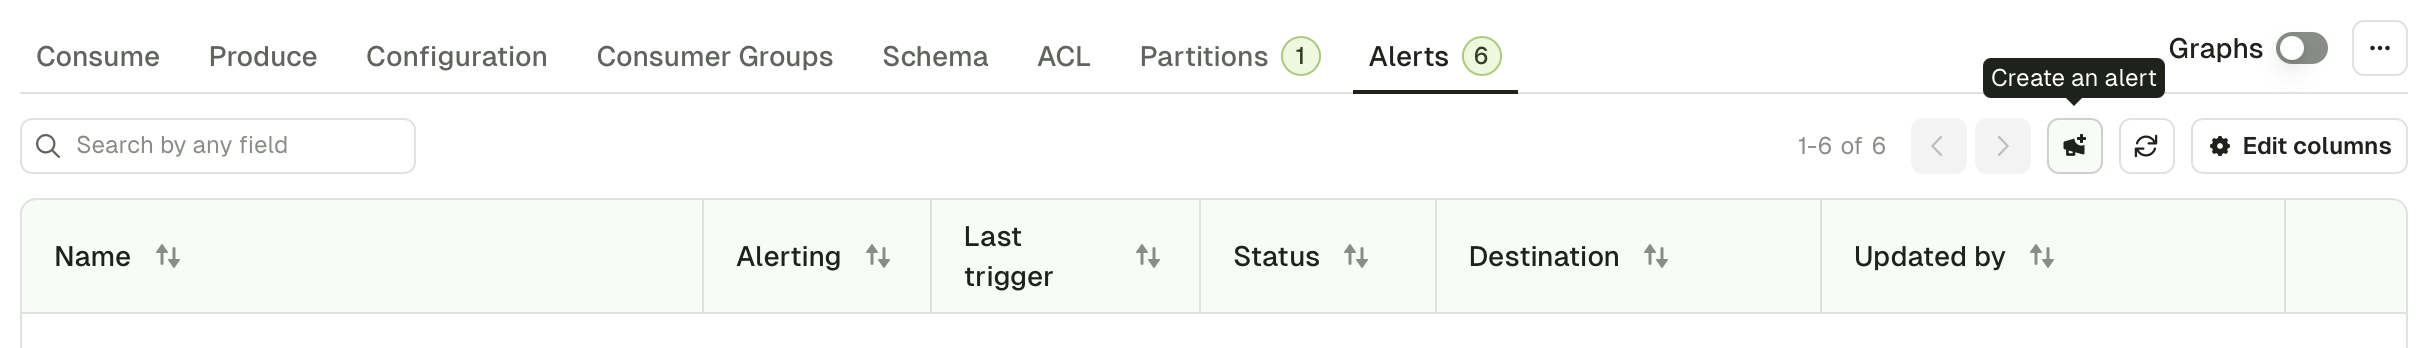 Consume Produce Configuration Consumer Groups Schema ACL Partitions 1 Alerts 6 Graphs
Create an alert
Search by any field 1-6 of 6 Edit columns
Name Alerting Last trigger Status Destination Updated by